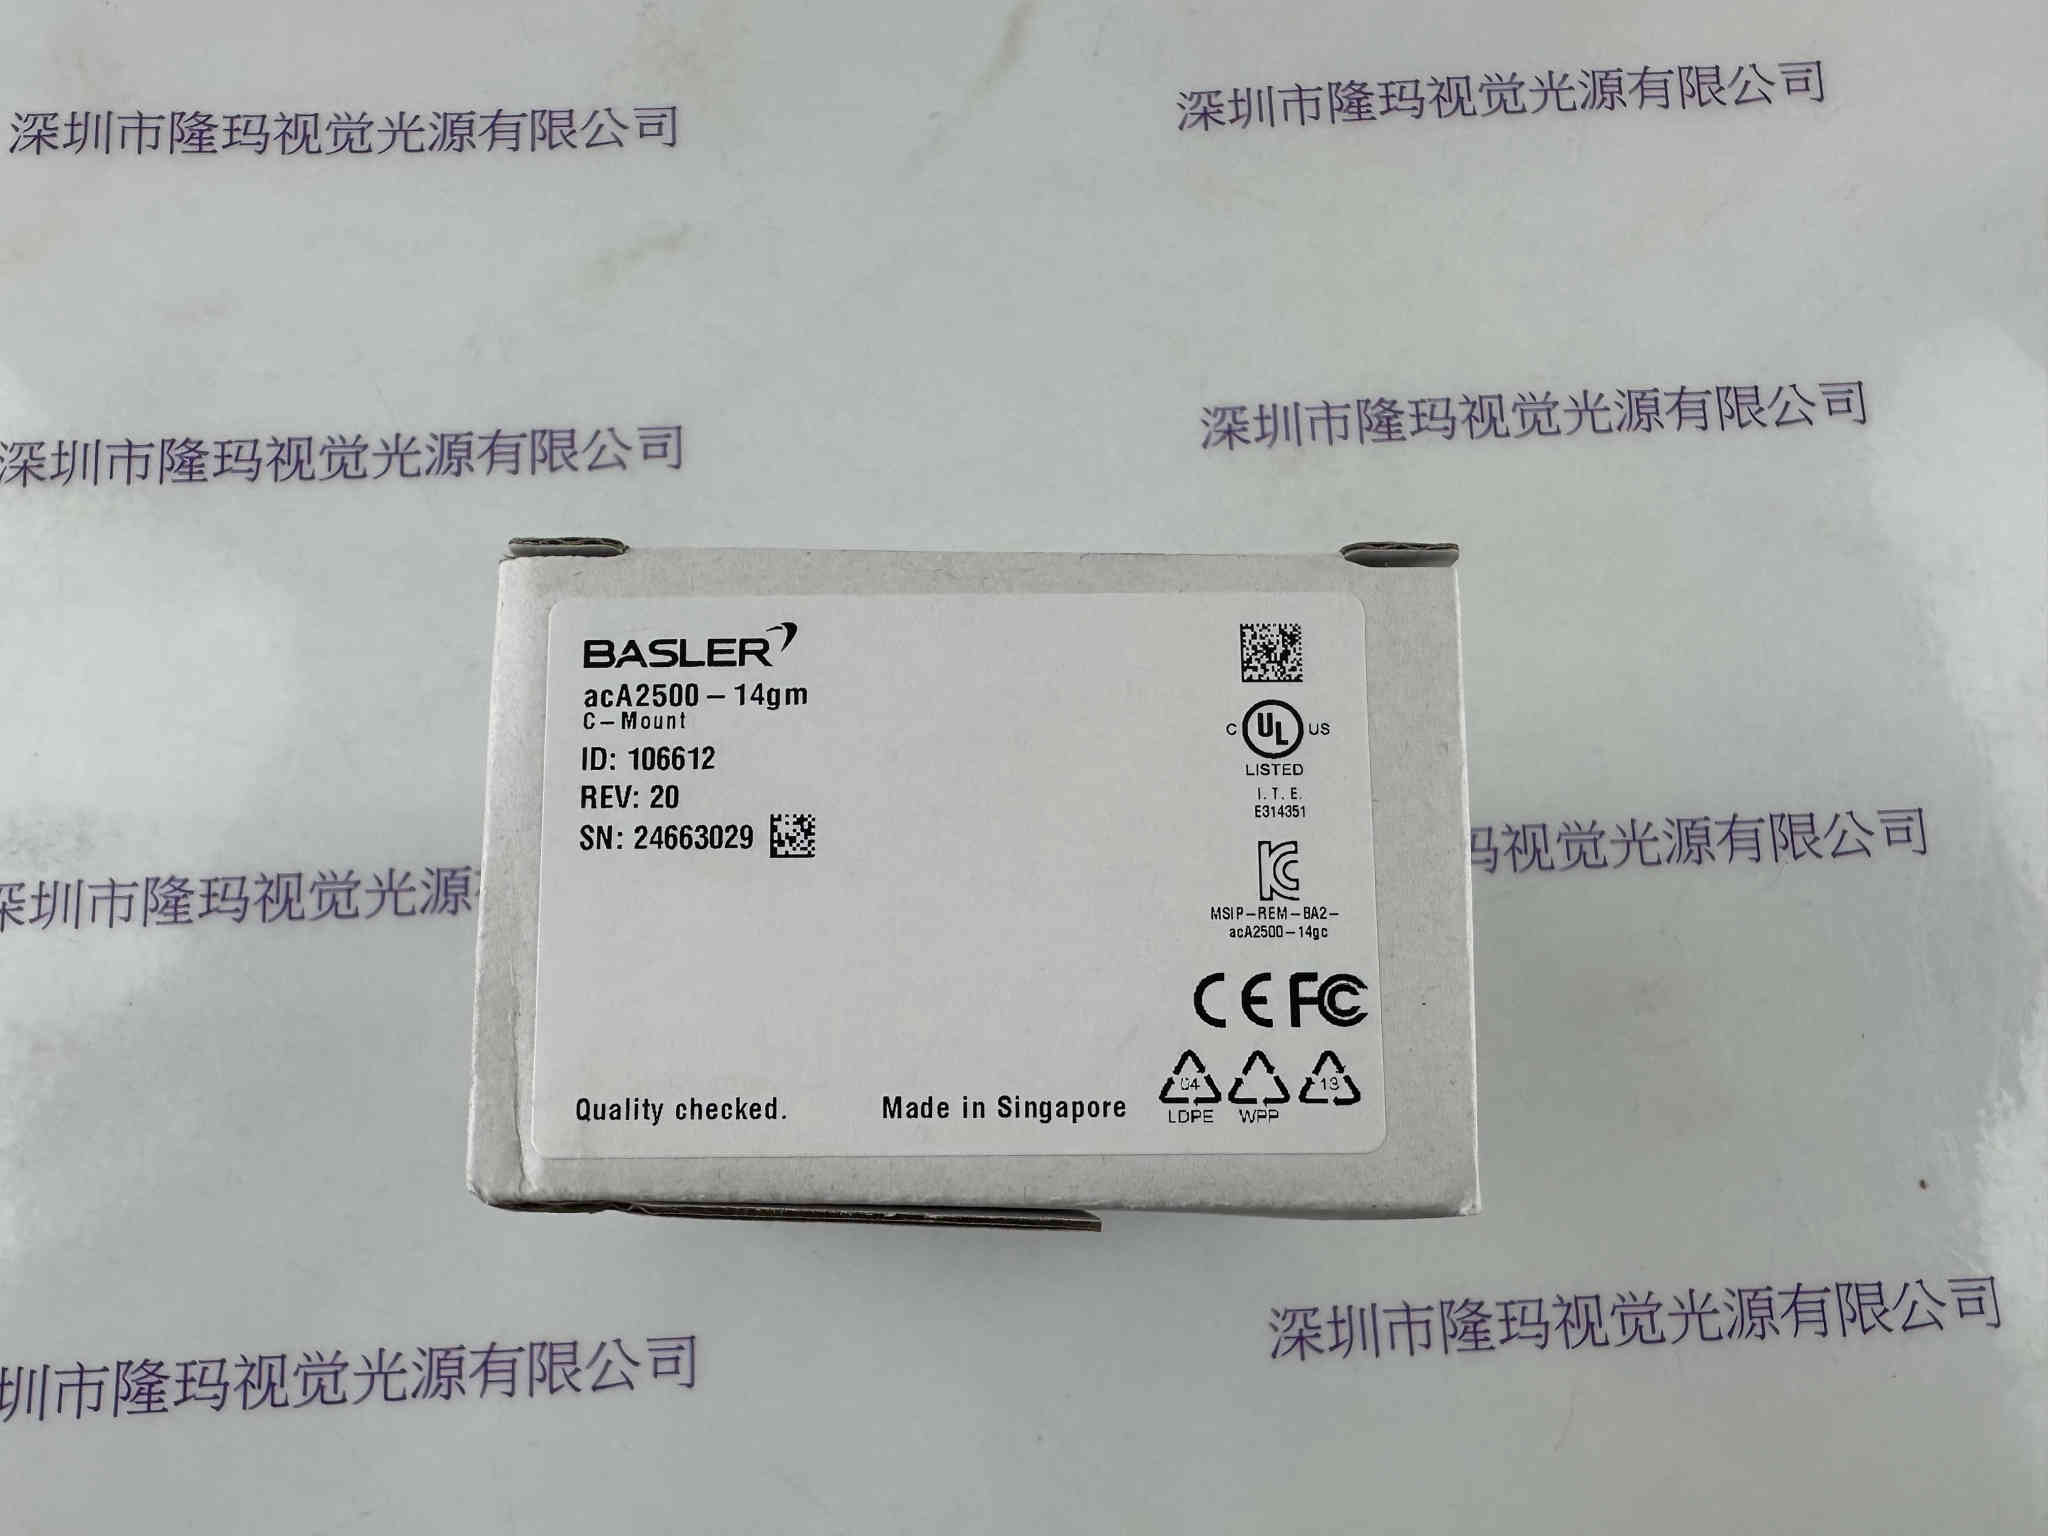 深圳市隆玛视觉光源有限公司
深圳市隆玛视觉光源有限公司
深圳市隆玛视觉光源有限公司
深圳市隆玛视觉光源有限公司
BASLER
acA2500-14gm
C-Mount
ID: 106612
REV: 20
SN: 24663029
C UL US
LISTED
I.T.E.
E314351
MSIP-REM-BA2-
acA2500-14gc
CE FC
深圳市隆玛视觉光源
玛视觉光源有限公司
04
13
LDPE
WPP
Quality checked.
Made in Singapore
深圳市隆玛视觉光源有限公司
圳市隆玛视觉光源有限公司